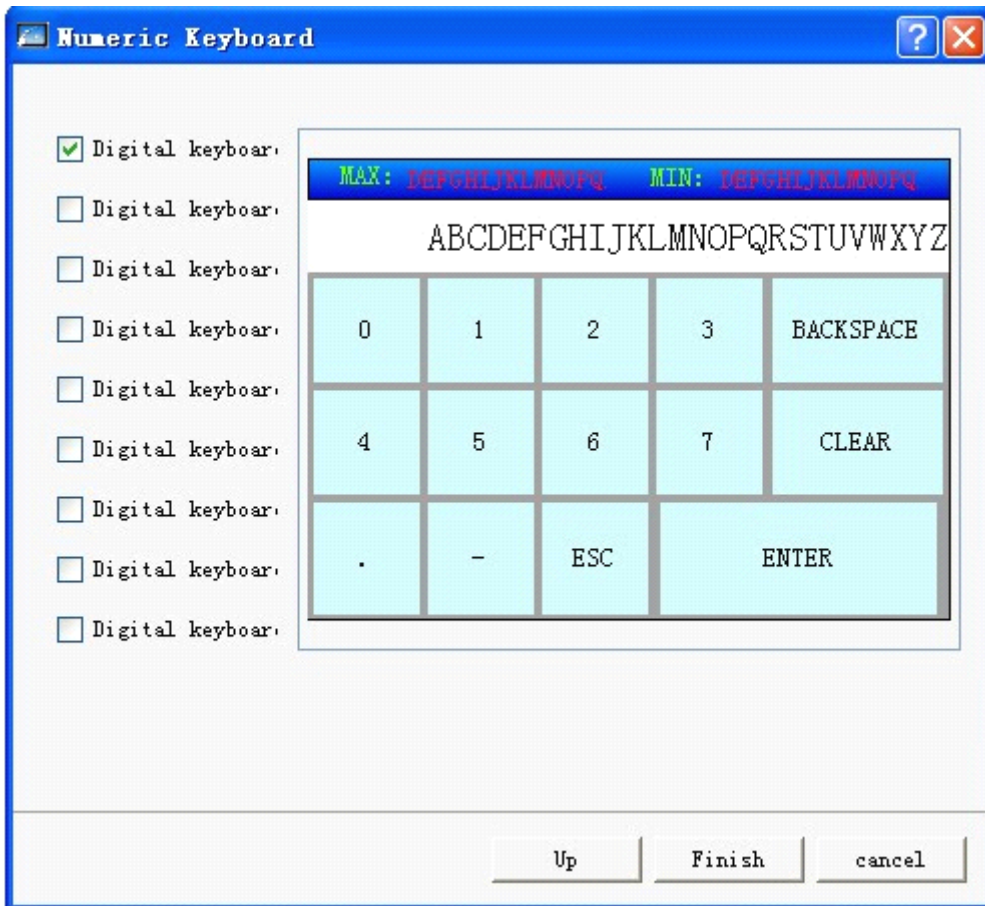 Numeric Keyboard
Digital keyboar
Digital keyboar
Digital keyboar
Digital keyboar
Digital keyboar
Digital keyboar
Digital keyboar
Digital keyboar
Digital keyboar
MAX: DEFGHIJKLMNOPQ MIN: DEFGHIJKLMNOPQ
ABCDEFGHIJKLMNOPQRSTUVWXYZ
0 1 2 3 BACKSPACE
4 5 6 7 CLEAR
. - ESC ENTER
Up Finish cancel